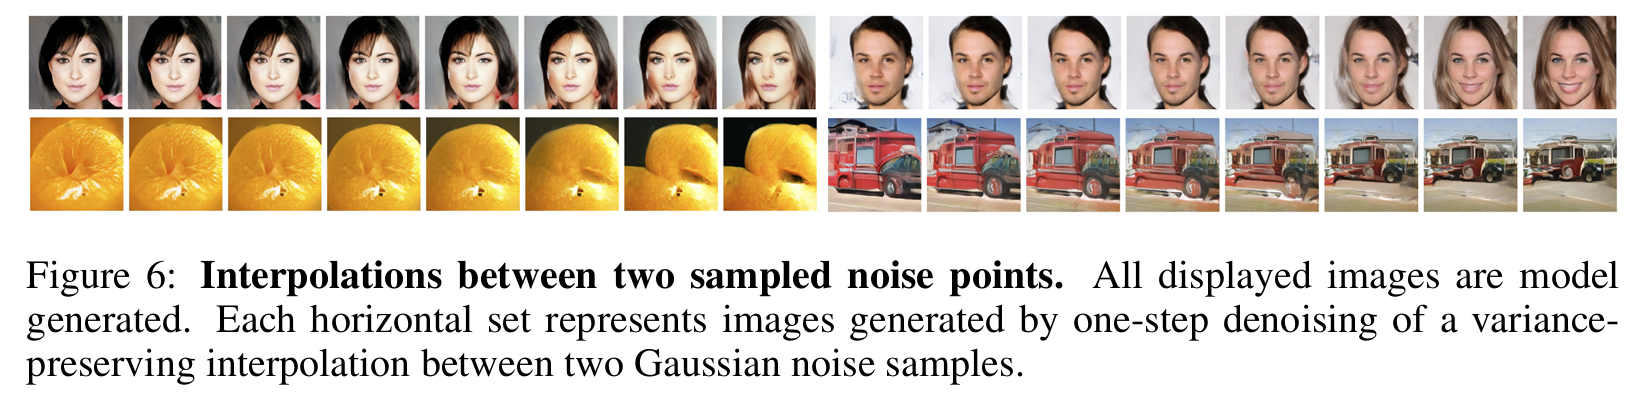 Figure 6: Interpolations between two sampled noise points. All displayed images are model
generated. Each horizontal set represents images generated by one-step denoising of a variance-
preserving interpolation between two Gaussian noise samples.